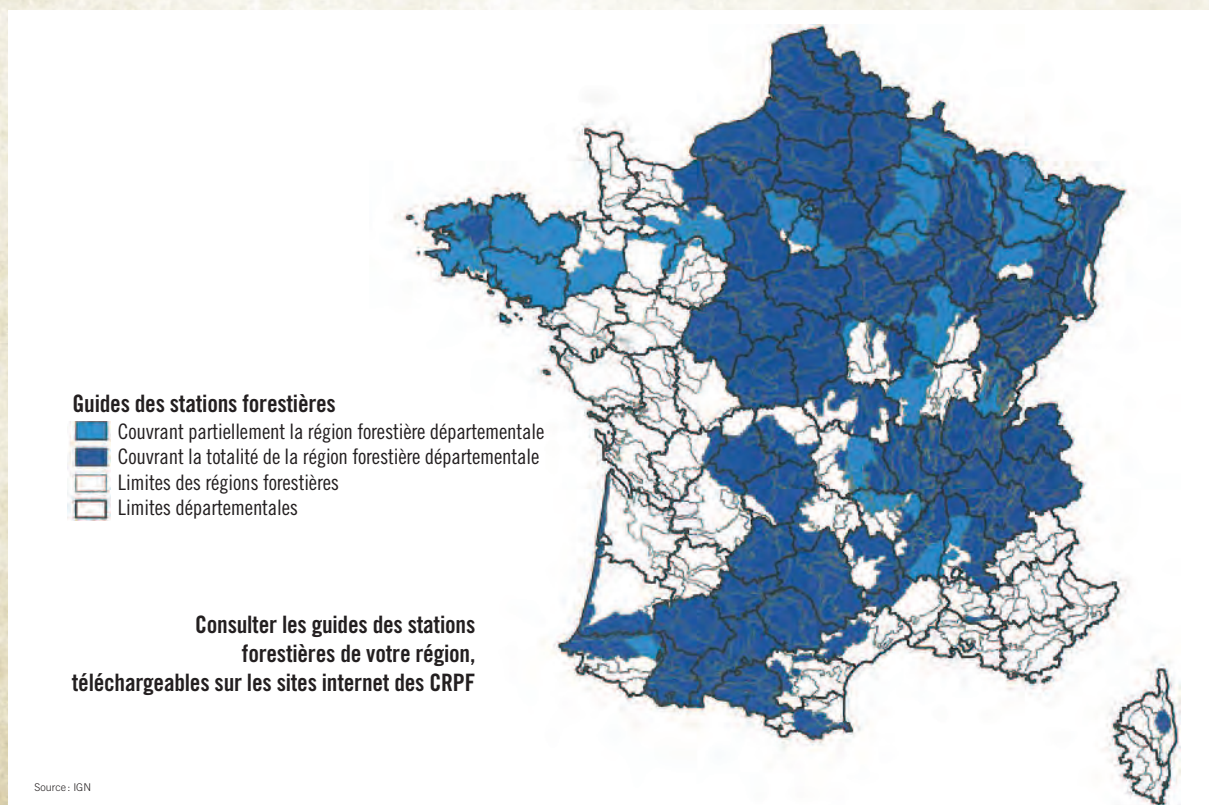 Guides des stations forestières
Couvrant partiellement la région forestière départementale
Couvrant la totalité de la région forestière départementale
Limites des régions forestières
Limites départementales
Consulter les guides des stations
forestières de votre région,
téléchargeables sur les sites internet des CRPF
Source: IGN